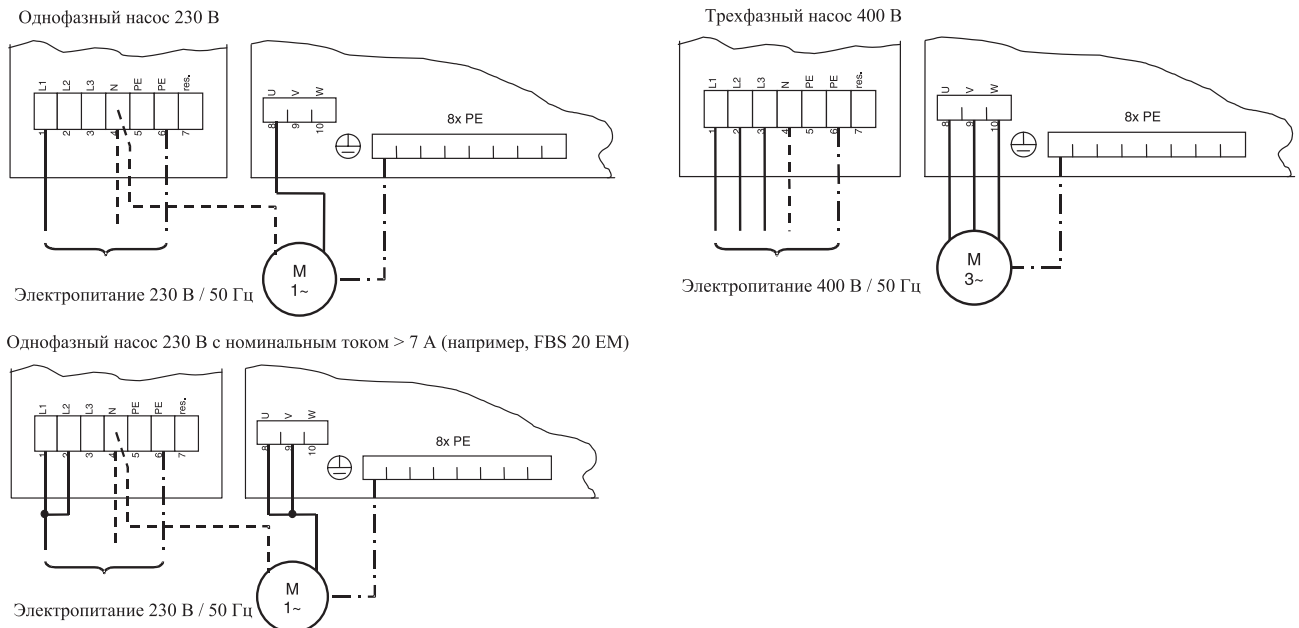 Однофазный насос 230 В
L1 L2 L3 N PE PE res.
1 2 3 4 5 6 7
U V W
8 9 10
8x PE
M
1~
Электропитание 230 В / 50 Гц
Трехфазный насос 400 В
L1 L2 L3 N PE PE res.
1 2 3 4 5 6 7
U V W
8 9 10
8x PE
M
3~
Электропитание 400 В / 50 Гц
Однофазный насос 230 В с номинальным током > 7 А (например, FBS 20 EM)
L1 L2 L3 N PE PE res.
1 2 3 4 5 6 7
U V W
8 9 10
8x PE
M
1~
Электропитание 230 В / 50 Гц